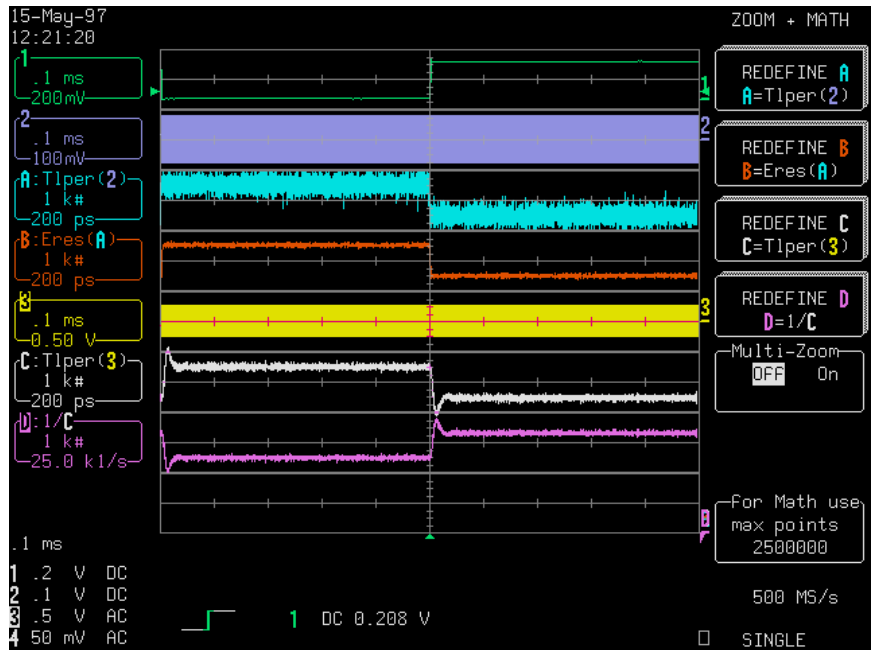 15-May-97
12:21:20
ZOOM + MATH
1
.1 ms
200mV
1
2
.1 ms
100mV
2
A:Tlper(2)
1 k#
200 ps
B:Eres(A)
1 k#
200 ps
3
.1 ms
0.50 V
3
C:Tlper(3)
1 k#
200 ps
D:1/C
1 k#
25.0 k1/s
REDEFINE A
A=Tlper(2)
REDEFINE B
B=Eres(A)
REDEFINE C
C=Tlper(3)
REDEFINE D
D=1/C
Multi-Zoom
OFF On
For Math use
max points
2500000
.1 ms
1 .2 V DC
2 .1 V DC
3 .5 V AC
4 50 mV AC
1 DC 0.208 V
500 MS/s
SINGLE